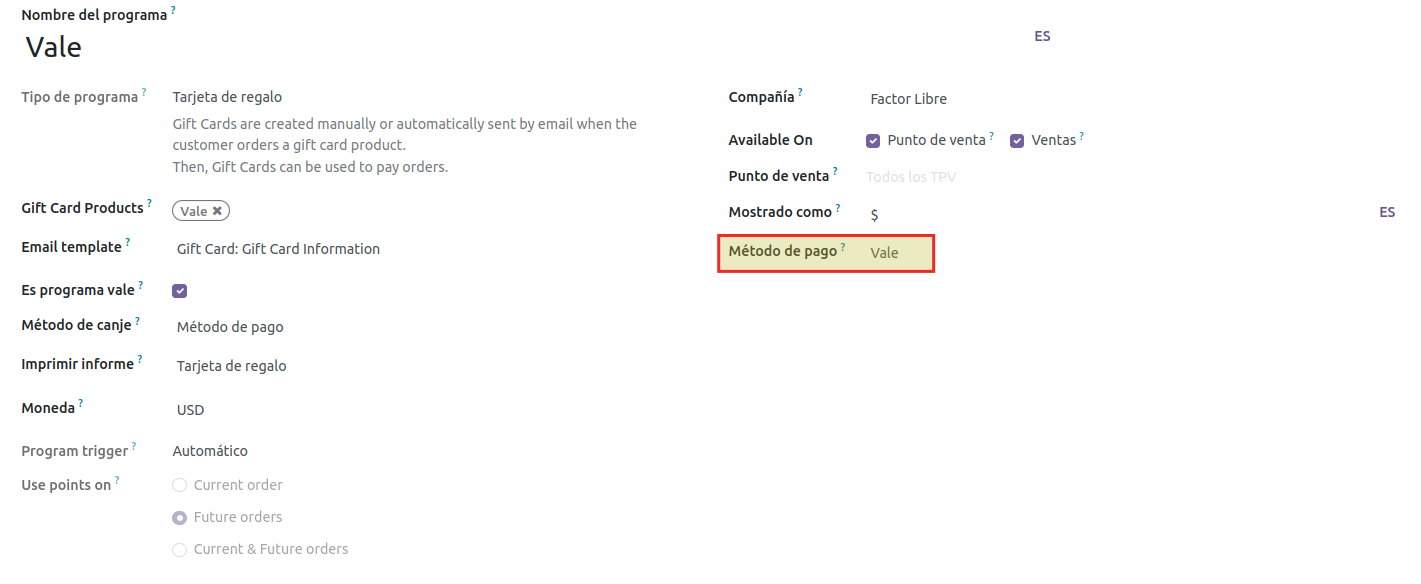 Nombre del programa ?
Vale
ES
Tipo de programa ? Tarjeta de regalo
Gift Cards are created manually or automatically sent by email when the
customer orders a gift card product.
Then, Gift Cards can be used to pay orders.
Gift Card Products ? Vale ✖
Email template ? Gift Card: Gift Card Information
Es programa vale ?
Método de canje ? Método de pago
Imprimir informe ? Tarjeta de regalo
Moneda ? USD
Program trigger ? Automático
Use points on ? Current order
Future orders
Current & Future orders
Compañía ? Factor Libre
Available On Punto de venta ? Ventas ?
Punto de venta ? Todos los TPV
Mostrado como ? $ ES
Método de pago ? Vale